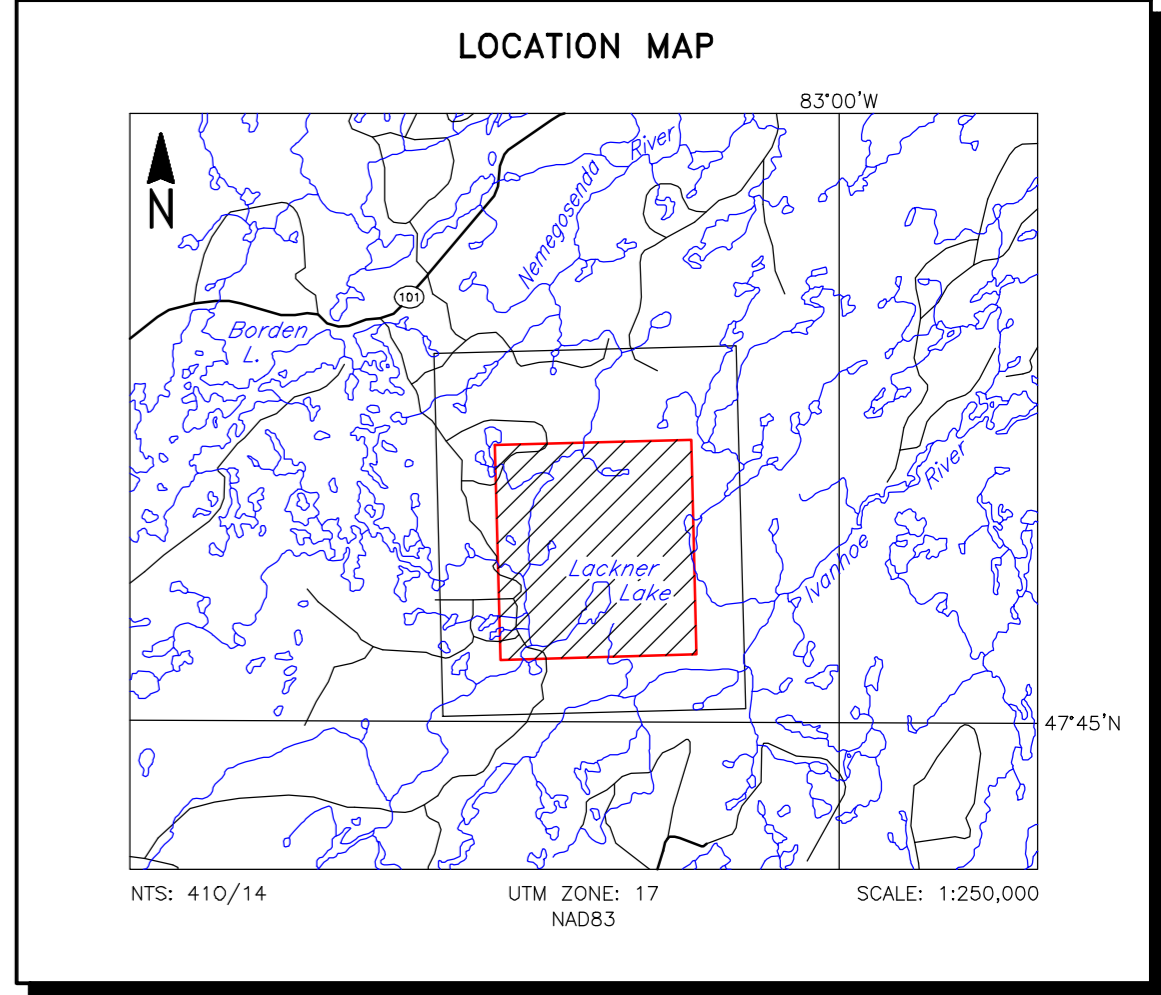 LOCATION MAP
83°00'W
N
Nemegosenda River
101
Borden
L.
Lackner
Lake
Ivanhoe River
47°45'N
NTS: 41O/14
UTM ZONE: 17
SCALE: 1:250,000
NAD83